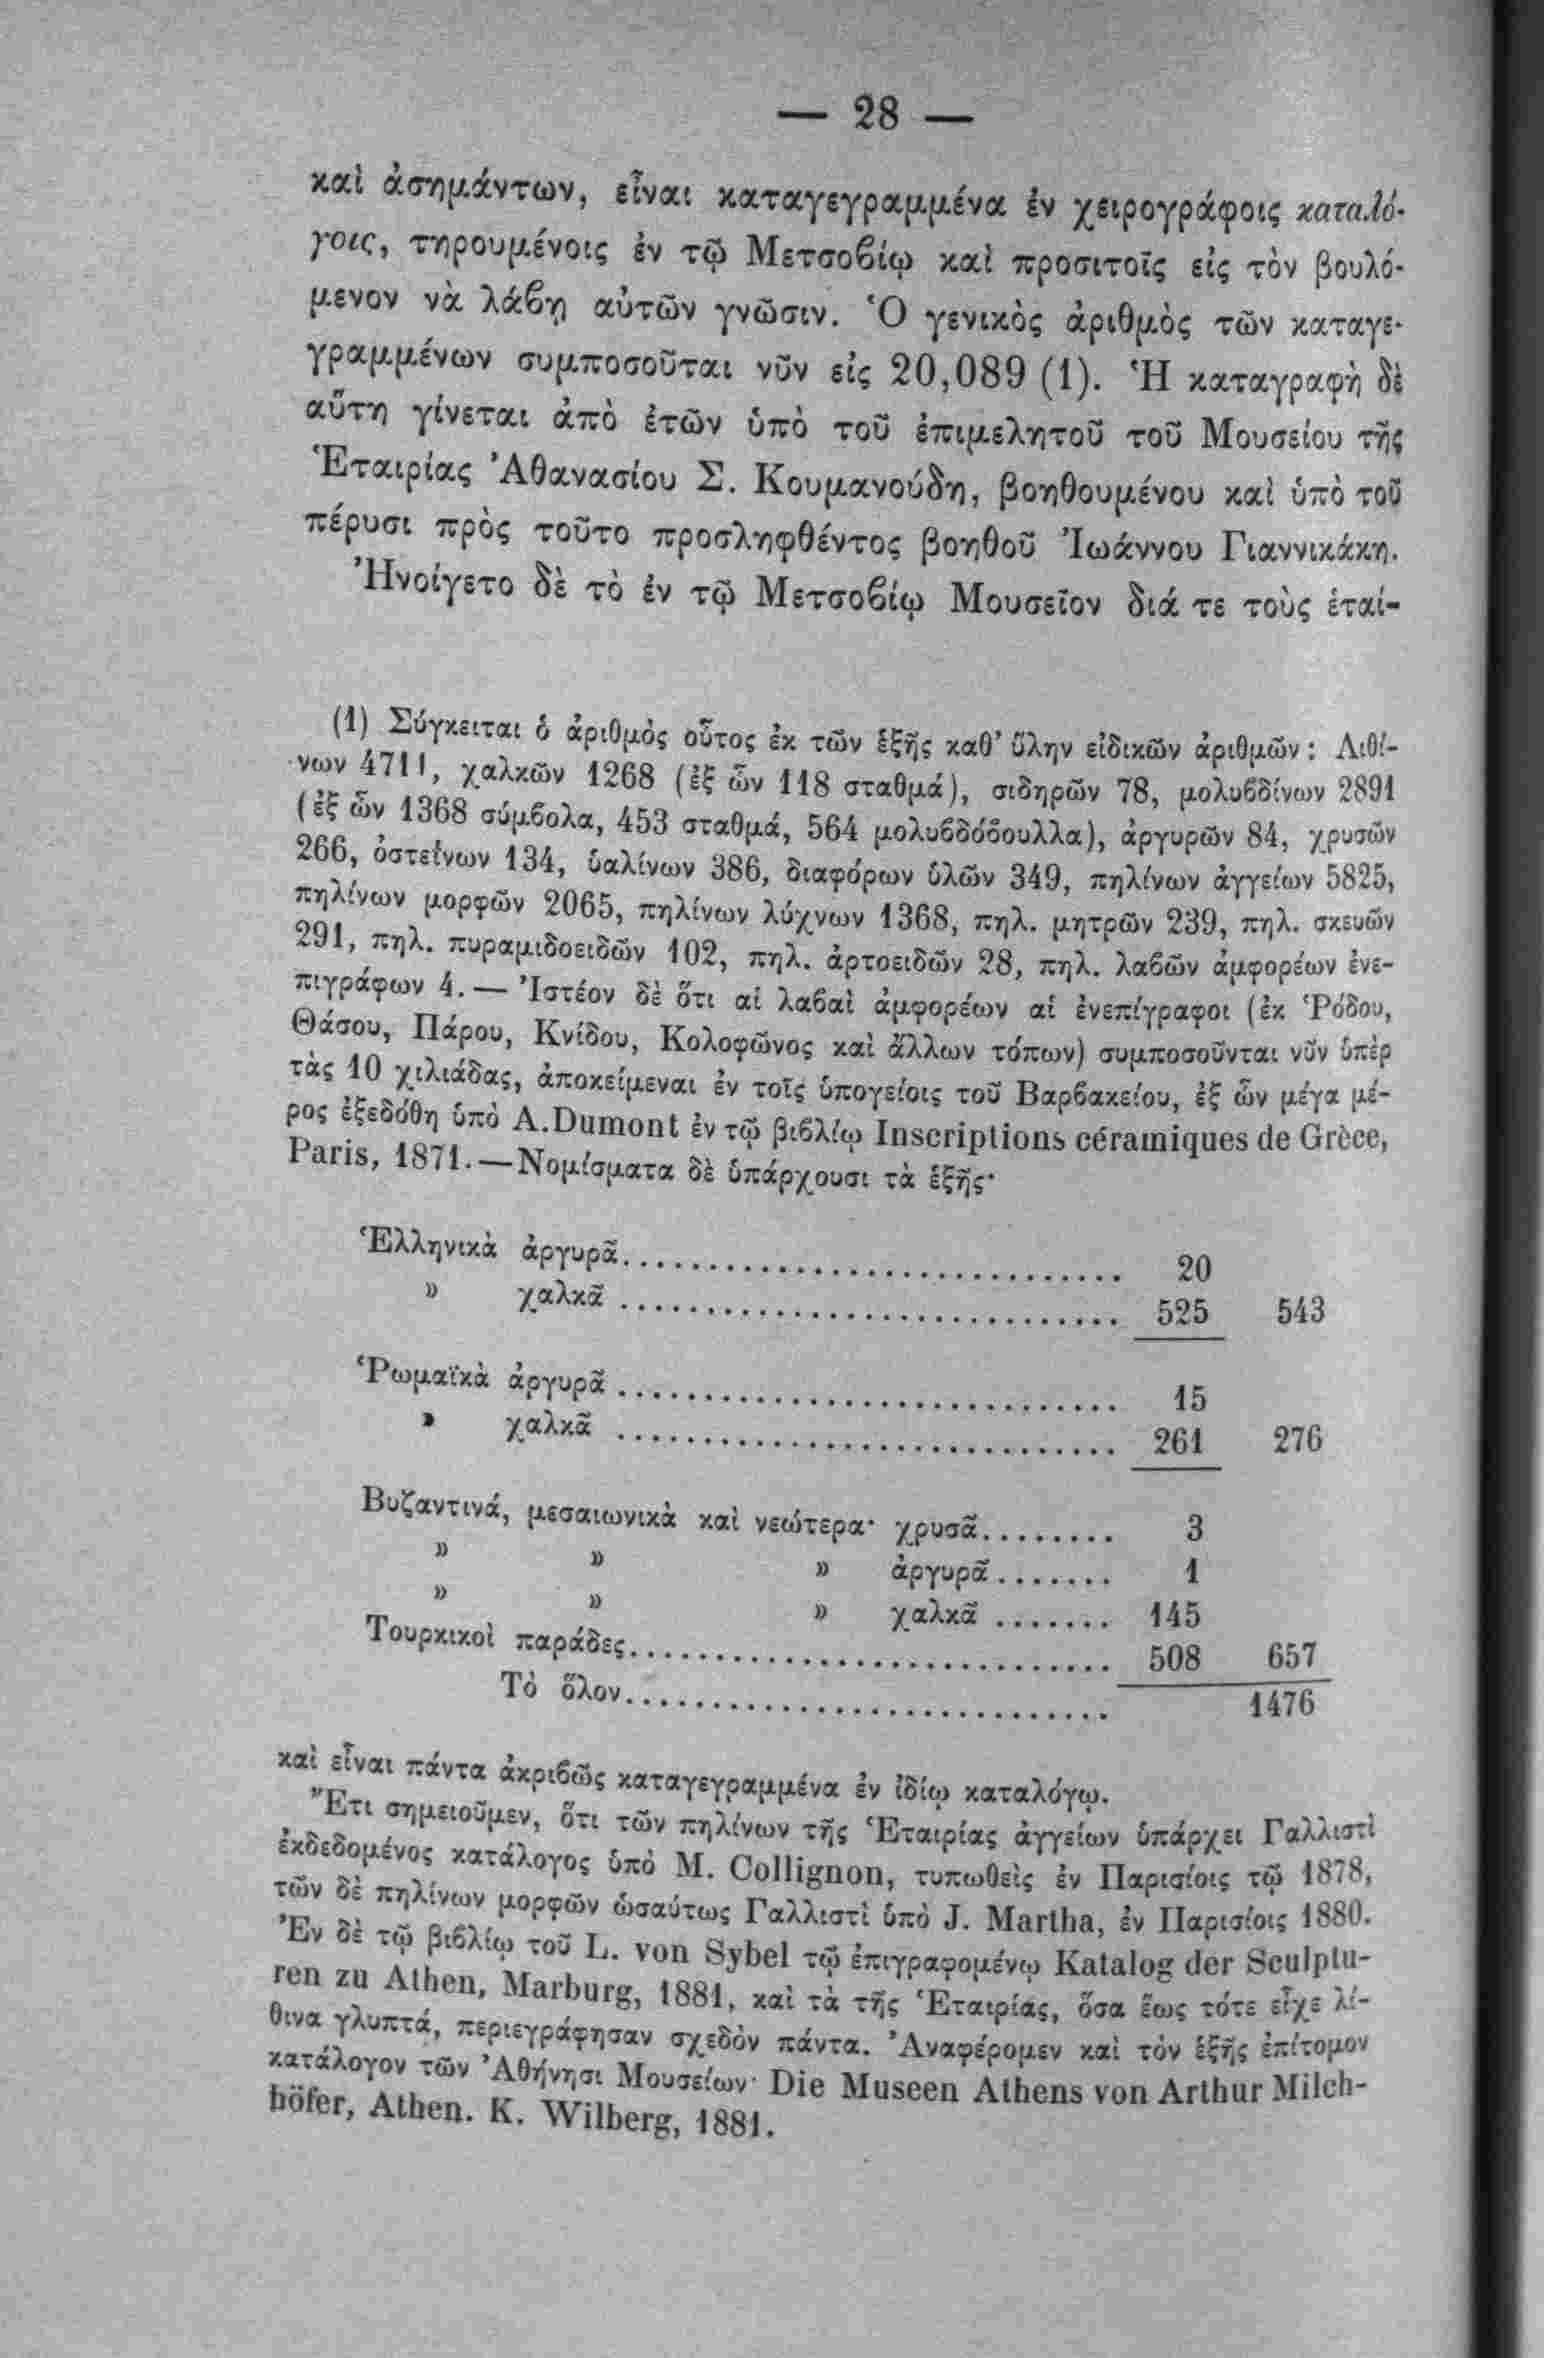 — 28 —
καὶ ἀσημάντων, εἶναι καταγεγραμμένα ἐν χειρογράφοις καταλό-
γοις, τηρουμένοις ἐν τῷ Μετσοβίῳ καὶ προσιτοῖς εἰς τὸν βουλό-
μενον νὰ λάβῃ αὐτῶν γνῶσιν. Ὁ γενικὸς ἀριθμὸς τῶν καταγε-
γραμμένων συμποσοῦται νῦν εἰς 20,089 (1). Ἡ καταγραφὴ δὲ
αὕτη γίνεται ἀπὸ ἐτῶν ὑπὸ τοῦ ἐπιμελητοῦ τοῦ Μουσείου τῆς
Ἑταιρίας Ἀθανασίου Σ. Κουμανούδη, βοηθουμένου καὶ ὑπὸ τοῦ
πέρυσι πρὸς τοῦτο προσληφθέντος βοηθοῦ Ἰωάννου Γιαννικάκη.
Ἠνοίγετο δὲ τὸ ἐν τῷ Μετσοβίῳ Μουσεῖον διά τε τοὺς ἑταί-
(1) Σύγκειται ὁ ἀριθμὸς οὗτος ἐκ τῶν ἑξῆς καθ' ὕλην εἰδικῶν ἀριθμῶν : Λιθί-
νων 4711, χαλκῶν 1268 (ἐξ ὧν 118 σταθμά), σιδηρῶν 78, μολυβδίνων 2891
(ἐξ ὧν 1368 σύμβολα, 453 σταθμά, 564 μολυβδόβουλλα), ἀργυρῶν 84, χρυσῶν
266, ὀστεΐνων 134, ὑαλίνων 386, διαφόρων ὑλῶν 349, πηλίνων ἀγγείων 5825,
πηλίνων μορφῶν 2065, πηλίνων λύχνων 1368, πηλ. μητρῶν 239, πηλ. σκευῶν
291, πηλ. πυραμιδοειδῶν 102, πηλ. ἀρτοειδῶν 28, πηλ. λαβῶν ἀμφορέων ἐνε-
πιγράφων 4. — Ἰστέον δὲ ὅτι αἱ λαβαὶ ἀμφορέων αἱ ἐνεπίγραφοι (ἐκ Ῥόδου,
Θάσου, Πάρου, Κνίδου, Κολοφῶνος καὶ ἄλλων τόπων) συμποσοῦνται νῦν ὑπὲρ
τὰς 10 χιλιάδας, ἀποκείμεναι ἐν τοῖς ὑπογείοις τοῦ Βαρβακείου, ἐξ ὧν μέγα μέ-
ρος ἐξεδόθη ὑπὸ A. Dumont ἐν τῷ βιβλίῳ Inscriptions céramiques de Grèce,
Paris, 1871. — Νομίσματα δὲ ὑπάρχουσι τὰ ἑξῆς·
Ἑλληνικὰ ἀργυρᾶ.............................. 20
» χαλκᾶ .............................. 525 543
Ῥωμαϊκὰ ἀργυρᾶ .............................. 15
» χαλκᾶ .............................. 261 276
Βυζαντινά, μεσαιωνικὰ καὶ νεώτερα· χρυσᾶ........ 3
» » » ἀργυρᾶ....... 1
» » » χαλκᾶ ....... 145
Τουρκικοὶ παράδες.............................. 508 657
Τὸ ὅλον.............................. 1476
καὶ εἶναι πάντα ἀκριβῶς καταγεγραμμένα ἐν ἰδίῳ καταλόγῳ.
Ἔτι σημειοῦμεν, ὅτι τῶν πηλίνων τῆς Ἑταιρίας ἀγγείων ὑπάρχει Γαλλιστὶ
ἐκδεδομένος κατάλογος ὑπὸ M. Collignon, τυπωθεὶς ἐν Παρισίοις τῷ 1878,
τῶν δὲ πηλίνων μορφῶν ὡσαύτως Γαλλιστὶ ὑπὸ J. Martha, ἐν Παρισίοις 1880.
Ἐν δὲ τῷ βιβλίῳ τοῦ L. von Sybel τῷ ἐπιγραφομένῳ Katalog der Sculptu-
ren zu Athen, Marburg, 1881, καὶ τὰ τῆς Ἑταιρίας, ὅσα ἕως τότε εἶχε λί-
θινα γλυπτά, περιεγράφησαν σχεδὸν πάντα. Ἀναφέρομεν καὶ τὸν ἑξῆς ἐπίτομον
κατάλογον τῶν Ἀθήνησι Μουσείων· Die Museen Athens von Arthur Milch-
höfer, Athen. K. Wilberg, 1881.